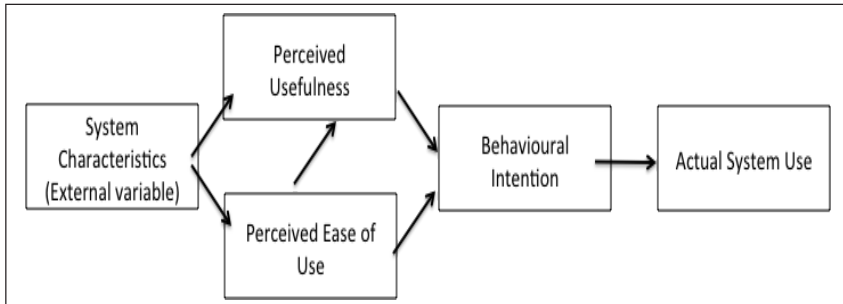 Perceived
Usefulness
System
Characteristics
(External variable)
Perceived Ease of
Use
Behavioural
Intention
Actual System Use